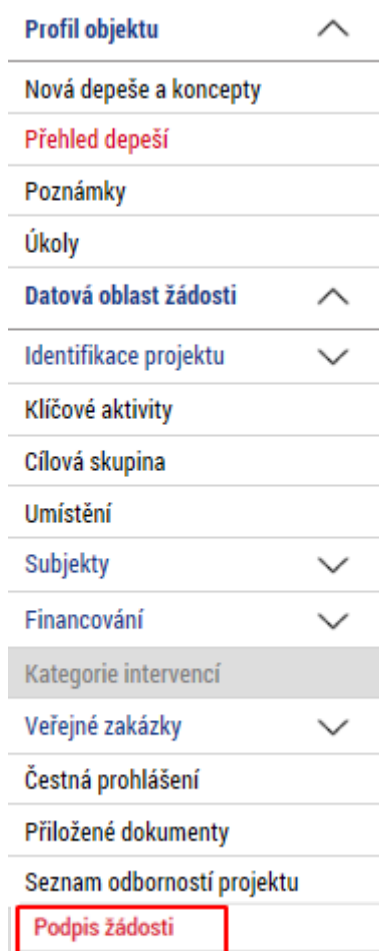 Profil objektu
Nová depeše a koncepty
Přehled depeší
Poznámky
Úkoly
Datová oblast žádosti
Identifikace projektu
Klíčové aktivity
Cílová skupina
Umístění
Subjekty
Financování
Kategorie intervencí
Veřejné zakázky
Čestná prohlášení
Přiložené dokumenty
Seznam odborností projektu
Podpis žádosti